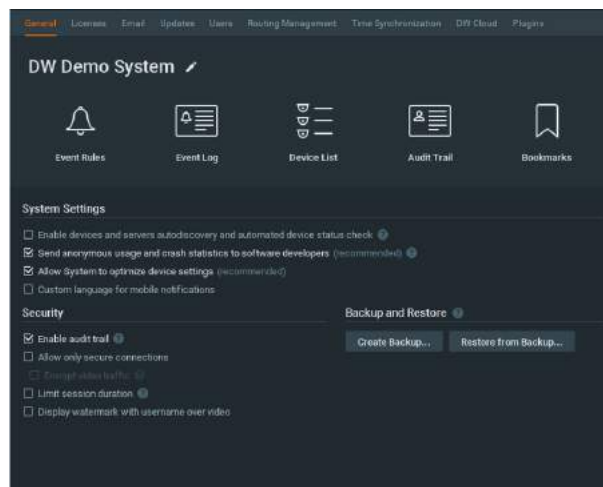 General Licenses Email Updates Users Routing Management Time Synchronization DW Cloud Plugins
DW Demo System
Event Rules Event Log Device List Audit Trail Bookmarks
System Settings
Enable devices and servers autodiscovery and automated device status check ?
Send anonymous usage and crash statistics to software developers (recommended) ?
Allow System to optimize device settings (recommended)
Custom language for mobile notifications
Security
Backup and Restore ?
Enable audit trail ?
Create Backup... Restore from Backup...
Allow only secure connections
Encrypt video traffic ?
Limit session duration ?
Display watermark with username over video